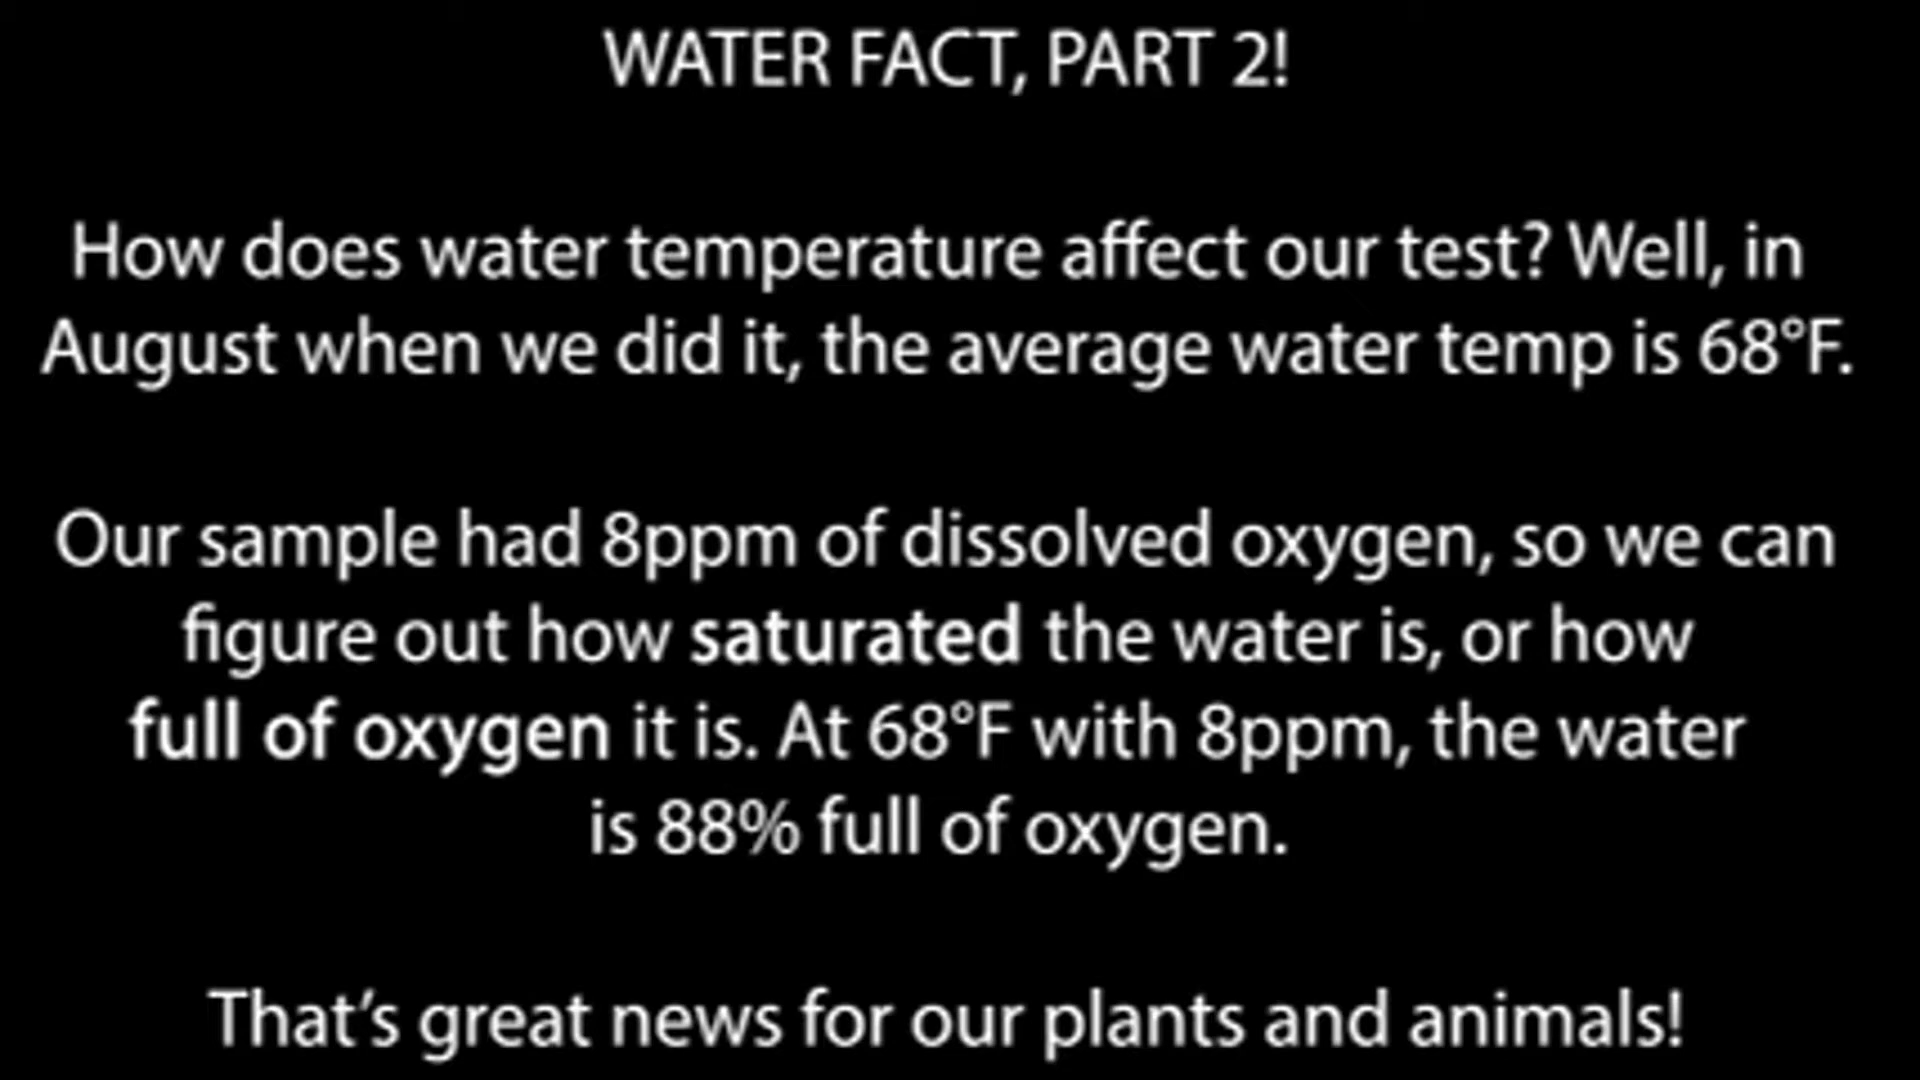 WATER FACT, PART 2!
How does water temperature affect our test? Well, in
August when we did it, the average water temp is 68°F.
Our sample had 8ppm of dissolved oxygen, so we can
figure out how saturated the water is, or how
full of oxygen it is. At 68°F with 8ppm, the water
is 88% full of oxygen.
That’s great news for our plants and animals!